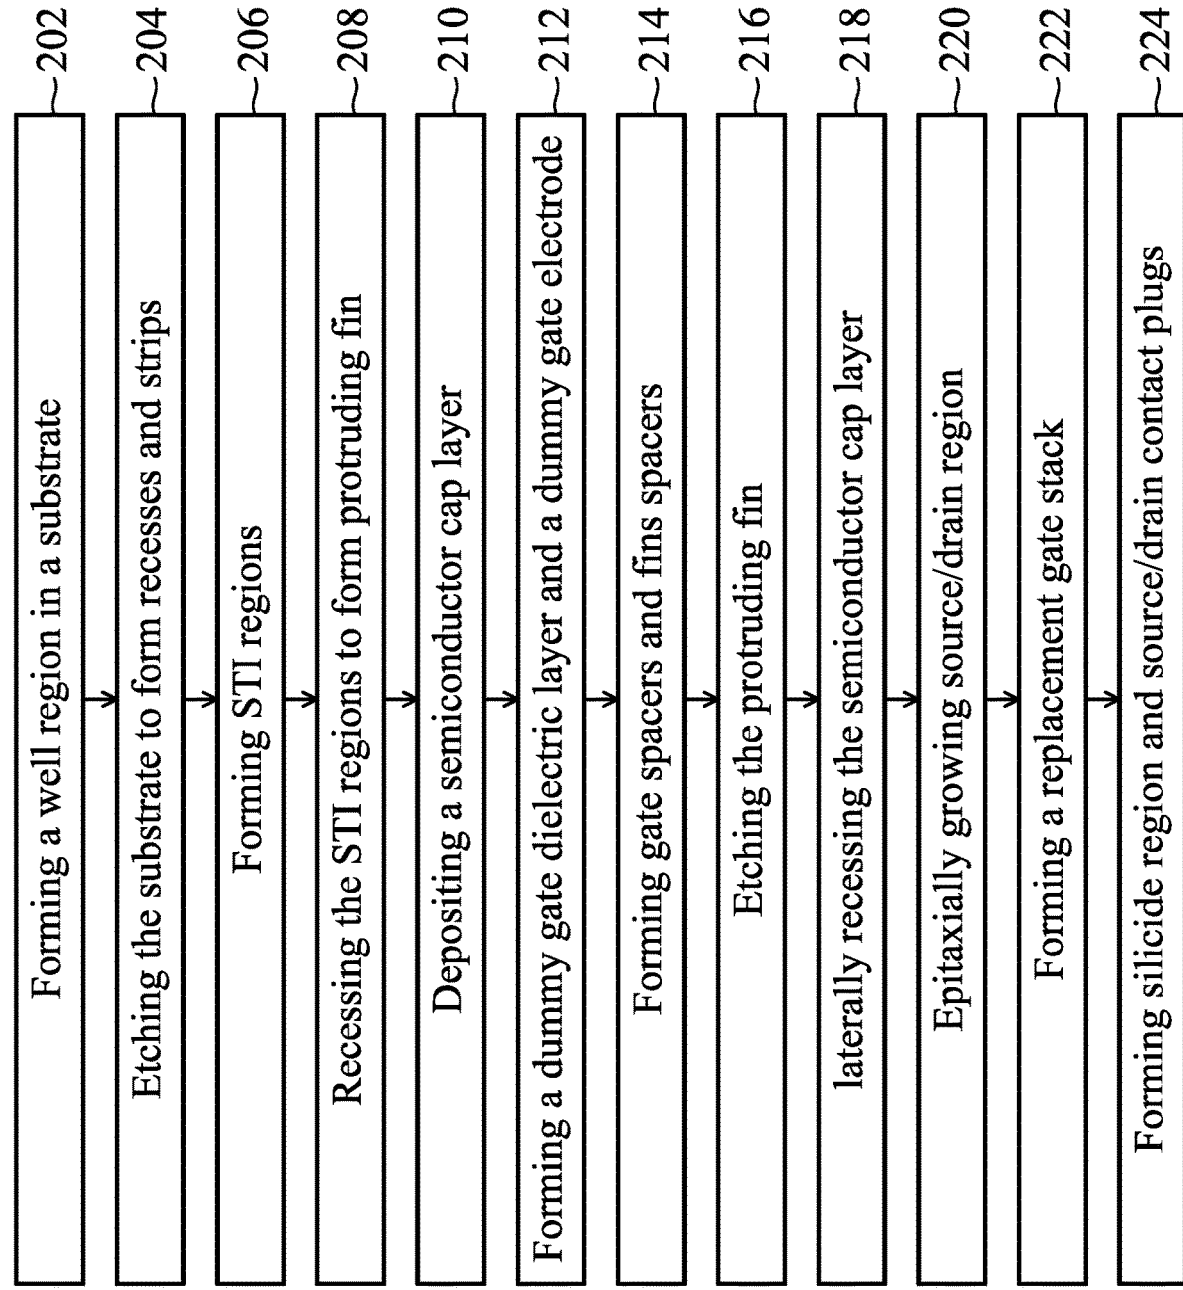 Forming a well region in a substrate ~202
Etching the substrate to form recesses and strips ~204
Forming STI regions ~206
Recessing the STI regions to form protruding fin ~208
Depositing a semiconductor cap layer ~210
Forming a dummy gate dielectric layer and a dummy gate electrode ~212
Forming gate spacers and fins spacers ~214
Etching the protruding fin ~216
laterally recessing the semiconductor cap layer ~218
Epitaxially growing source/drain region ~220
Forming a replacement gate stack ~222
Forming silicide region and source/drain contact plugs ~224